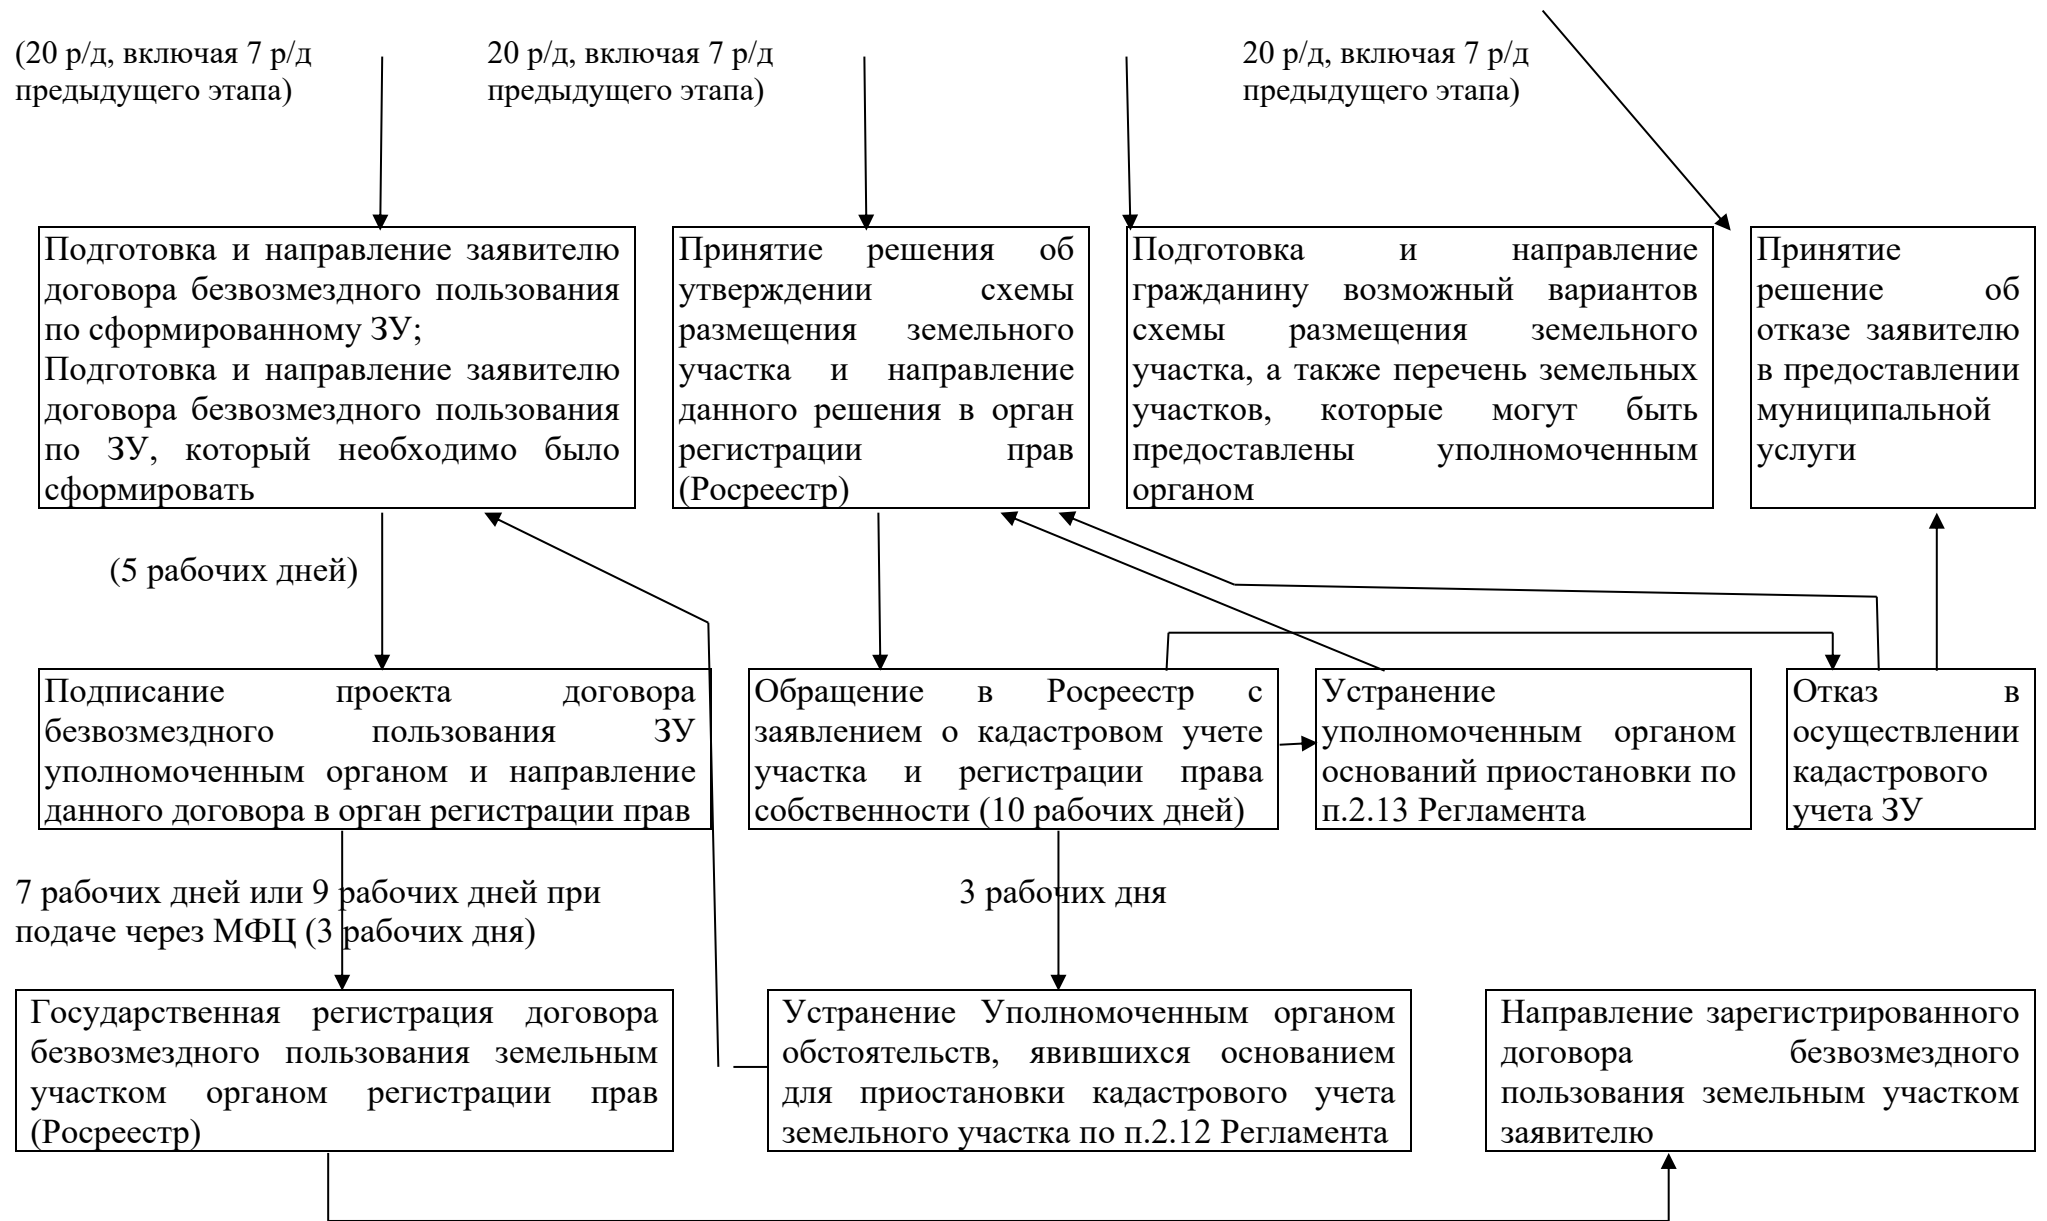 (20 р/д, включая 7 р/д
предыдущего этапа)
20 р/д, включая 7 р/д
предыдущего этапа)
20 р/д, включая 7 р/д
предыдущего этапа)
Подготовка и направление заявителю
договора безвозмездного пользования
по сформированному ЗУ;
Подготовка и направление заявителю
договора безвозмездного пользования
по ЗУ, который необходимо было
сформировать
Принятие решения об
утверждении схемы
размещения земельного
участка и направление
данного решения в орган
регистрации прав
(Росреестр)
Подготовка и направление
гражданину возможный вариантов
схемы размещения земельного
участка, а также перечень земельных
участков, которые могут быть
предоставлены уполномоченным
органом
Принятие
решение об
отказе заявителю
в предоставлении
муниципальной
услуги
(5 рабочих дней)
Подписание проекта договора
безвозмездного пользования ЗУ
уполномоченным органом и направление
данного договора в орган регистрации прав
Обращение в Росреестр с
заявлением о кадастровом учете
участка и регистрации права
собственности (10 рабочих дней)
Устранение
уполномоченным органом
оснований приостановки по
п.2.13 Регламента
Отказ в
осуществлении
кадастрового
учета ЗУ
7 рабочих дней или 9 рабочих дней при
подаче через МФЦ (3 рабочих дня)
3 рабочих дня
Государственная регистрация договора
безвозмездного пользования земельным
участком органом регистрации прав
(Росреестр)
Устранение Уполномоченным органом
обстоятельств, явившихся основанием
для приостановки кадастрового учета
земельного участка по п.2.12 Регламента
Направление зарегистрированного
договора безвозмездного
пользования земельным участком
заявителю